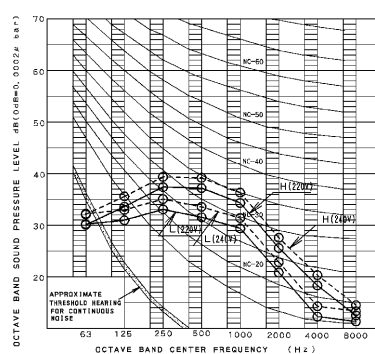 OCTAVE BAND SOUND PRESSURE LEVEL dB(0dB=0.0002μ bar)
70
60
50
40
30
20
NC-60
NC-50
NC-40
NC-30
NC-20
H(220V)
H(240V)
L(220V)
L(240V)
APPROXIMATE
THRESHOLD HEARING
FOR CONTINUOUS
NOISE
63 125 250 500 1000 2000 4000 8000
OCTAVE BAND CENTER FREQUENCY (Hz)